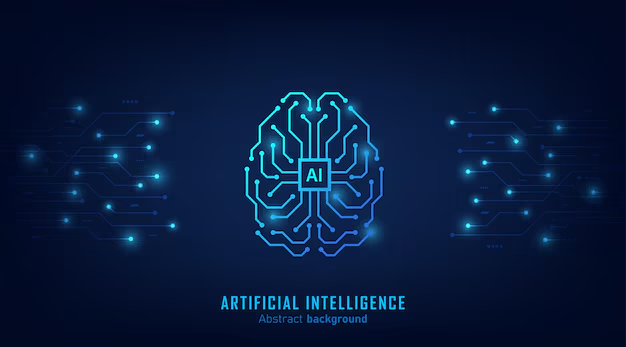 AI
ARTIFICIAL INTELLIGENCE
Abstract background